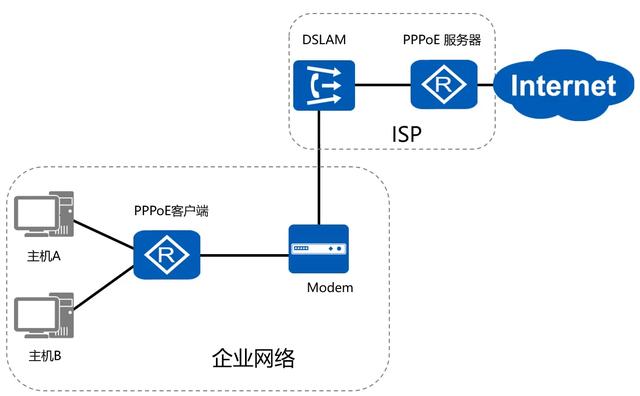 DSLAM
PPPoE 服务器
R
Internet
ISP
主机A
PPPoE客户端
R
Modem
主机B
企业网络